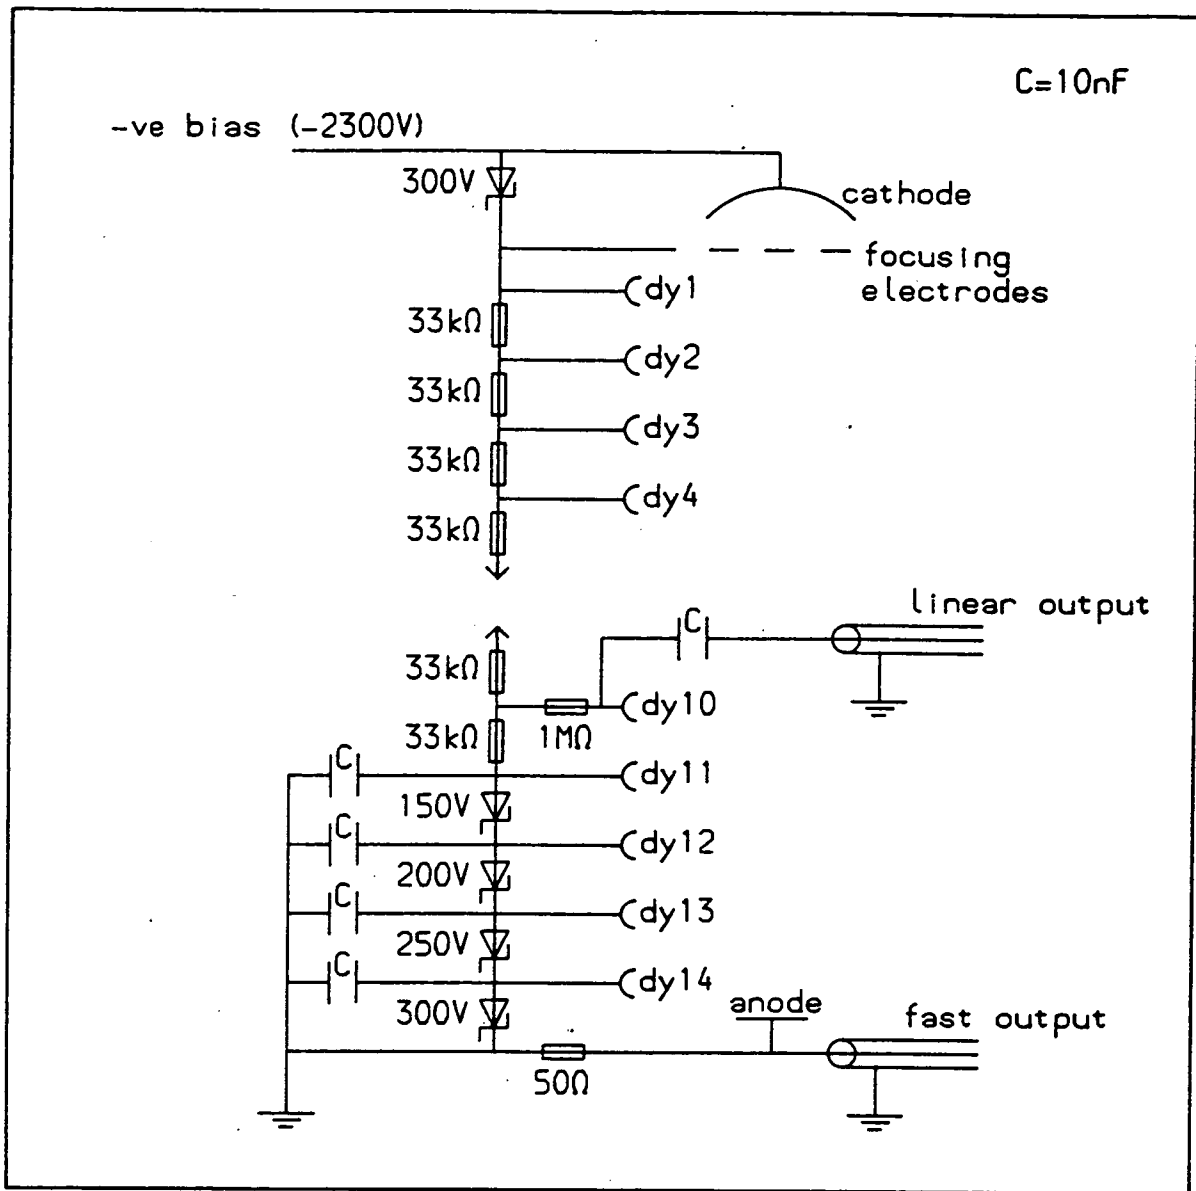 C=10nF
-ve bias (-2300V)
300V
cathode
focusing
electrodes
dy1
33kΩ
dy2
33kΩ
dy3
33kΩ
dy4
33kΩ
linear output
C
33kΩ
dy10
33kΩ
1MΩ
C
dy11
150V
C
dy12
200V
C
dy13
250V
C
dy14
300V
anode
fast output
50Ω